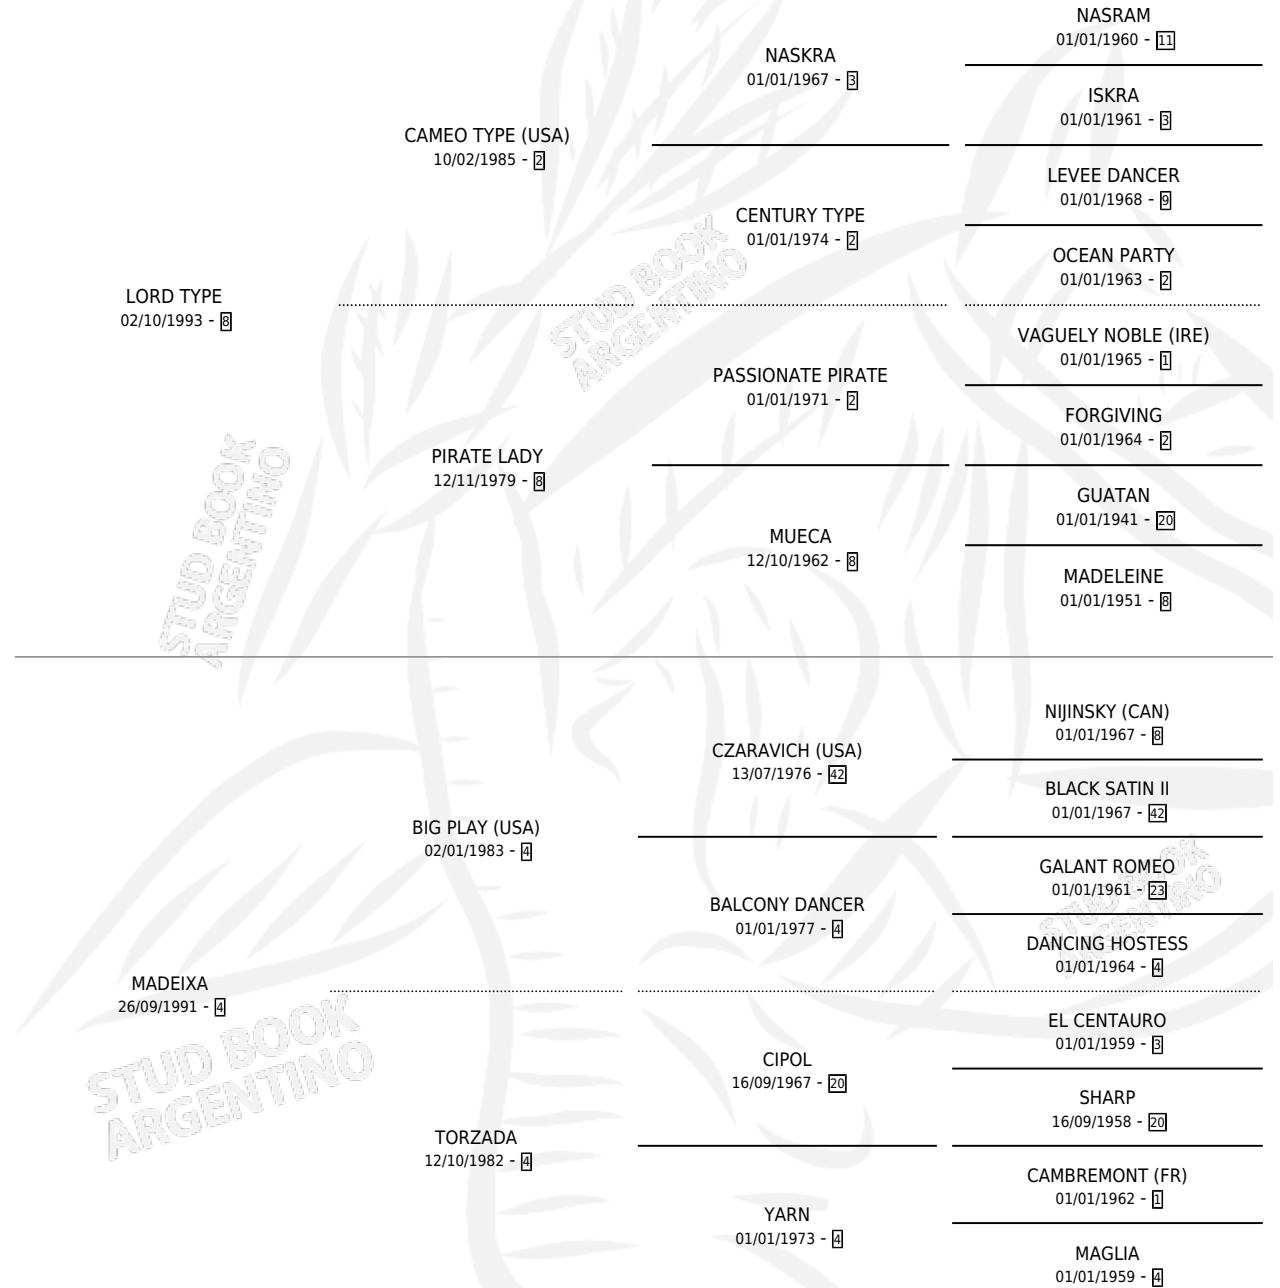 NASRAM
01/01/1960 - 11
NASKRA
01/01/1967 - 3
ISKRA
01/01/1961 - 3
CAMEO TYPE (USA)
10/02/1985 - 2
LEVEE DANCER
01/01/1968 - 9
CENTURY TYPE
01/01/1974 - 2
OCEAN PARTY
01/01/1963 - 2
LORD TYPE
02/10/1993 - 8
STUD BOOK
ARGENTINO
VAGUELY NOBLE (IRE)
01/01/1965 - 1
PASSIONATE PIRATE
01/01/1971 - 2
FORGIVING
01/01/1964 - 2
PIRATE LADY
12/11/1979 - 8
GUATAN
01/01/1941 - 20
MUECA
12/10/1962 - 8
MADELEINE
01/01/1951 - 8
STUD BOOK
ARGENTINO
NIJINSKY (CAN)
01/01/1967 - 8
CZARAVICH (USA)
13/07/1976 - 42
BLACK SATIN II
01/01/1967 - 42
BIG PLAY (USA)
02/01/1983 - 4
GALANT ROMEO
01/01/1961 - 23
BALCONY DANCER
01/01/1977 - 4
DANCING HOSTESS
01/01/1964 - 4
STUD BOOK
ARGENTINO
MADEIXA
26/09/1991 - 4
EL CENTAURO
01/01/1959 - 3
CIPOL
16/09/1967 - 20
SHARP
16/09/1958 - 20
STUD BOOK
ARGENTINO
TORZADA
12/10/1982 - 4
CAMBREMONT (FR)
01/01/1962 - 1
YARN
01/01/1973 - 4
MAGLIA
01/01/1959 - 4